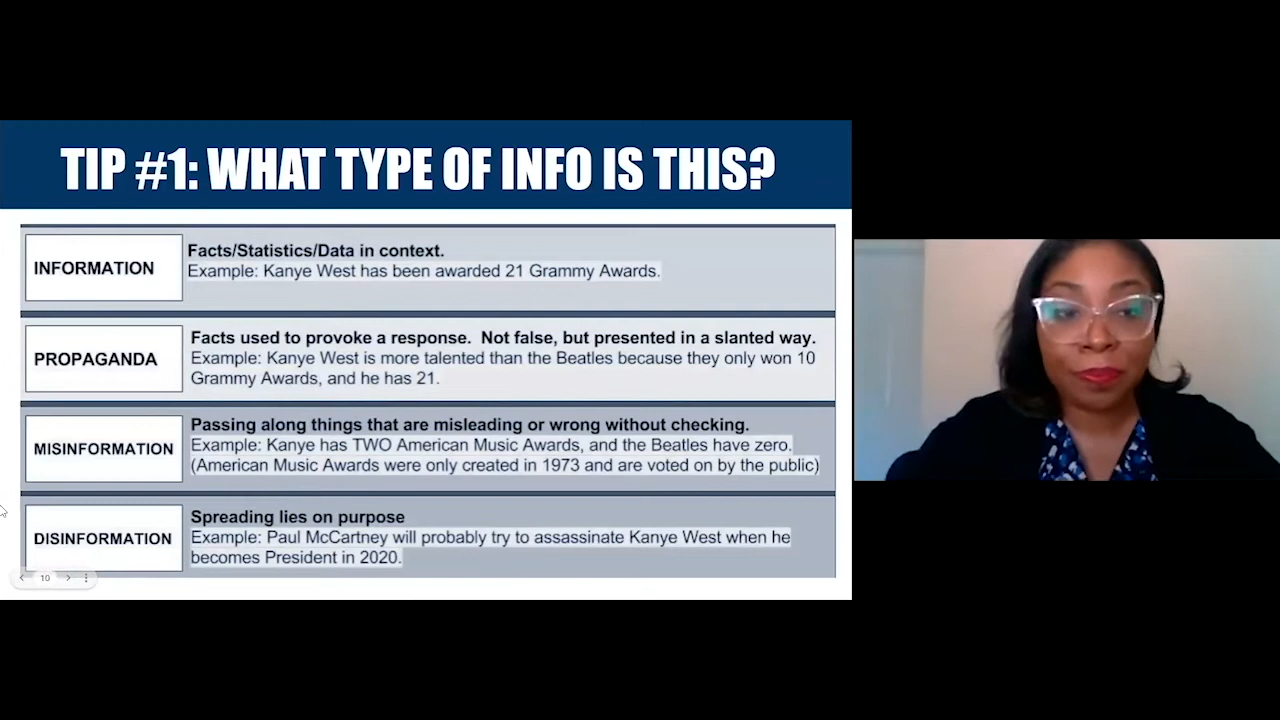 TIP #1: WHAT TYPE OF INFO IS THIS?
INFORMATION
Facts/Statistics/Data in context.
Example: Kanye West has been awarded 21 Grammy Awards.
PROPAGANDA
Facts used to provoke a response.  Not false, but presented in a slanted way.
Example: Kanye West is more talented than the Beatles because they only won 10
Grammy Awards, and he has 21.
MISINFORMATION
Passing along things that are misleading or wrong without checking.
Example: Kanye has TWO American Music Awards, and the Beatles have zero.
(American Music Awards were only created in 1973 and are voted on by the public)
DISINFORMATION
Spreading lies on purpose
Example: Paul McCartney will probably try to assassinate Kanye West when he
becomes President in 2020.
10